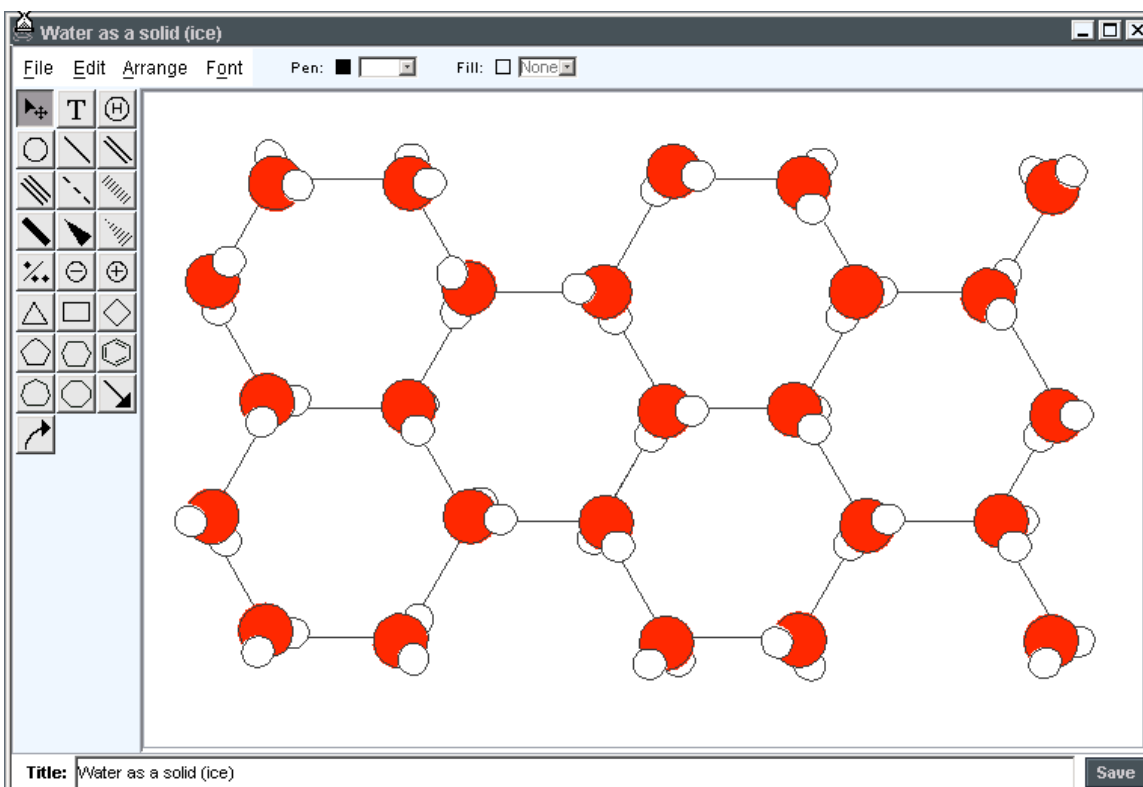 Water as a solid (ice)
File Edit Arrange Font Pen: Fill: None
T H
Title: Water as a solid (ice) Save